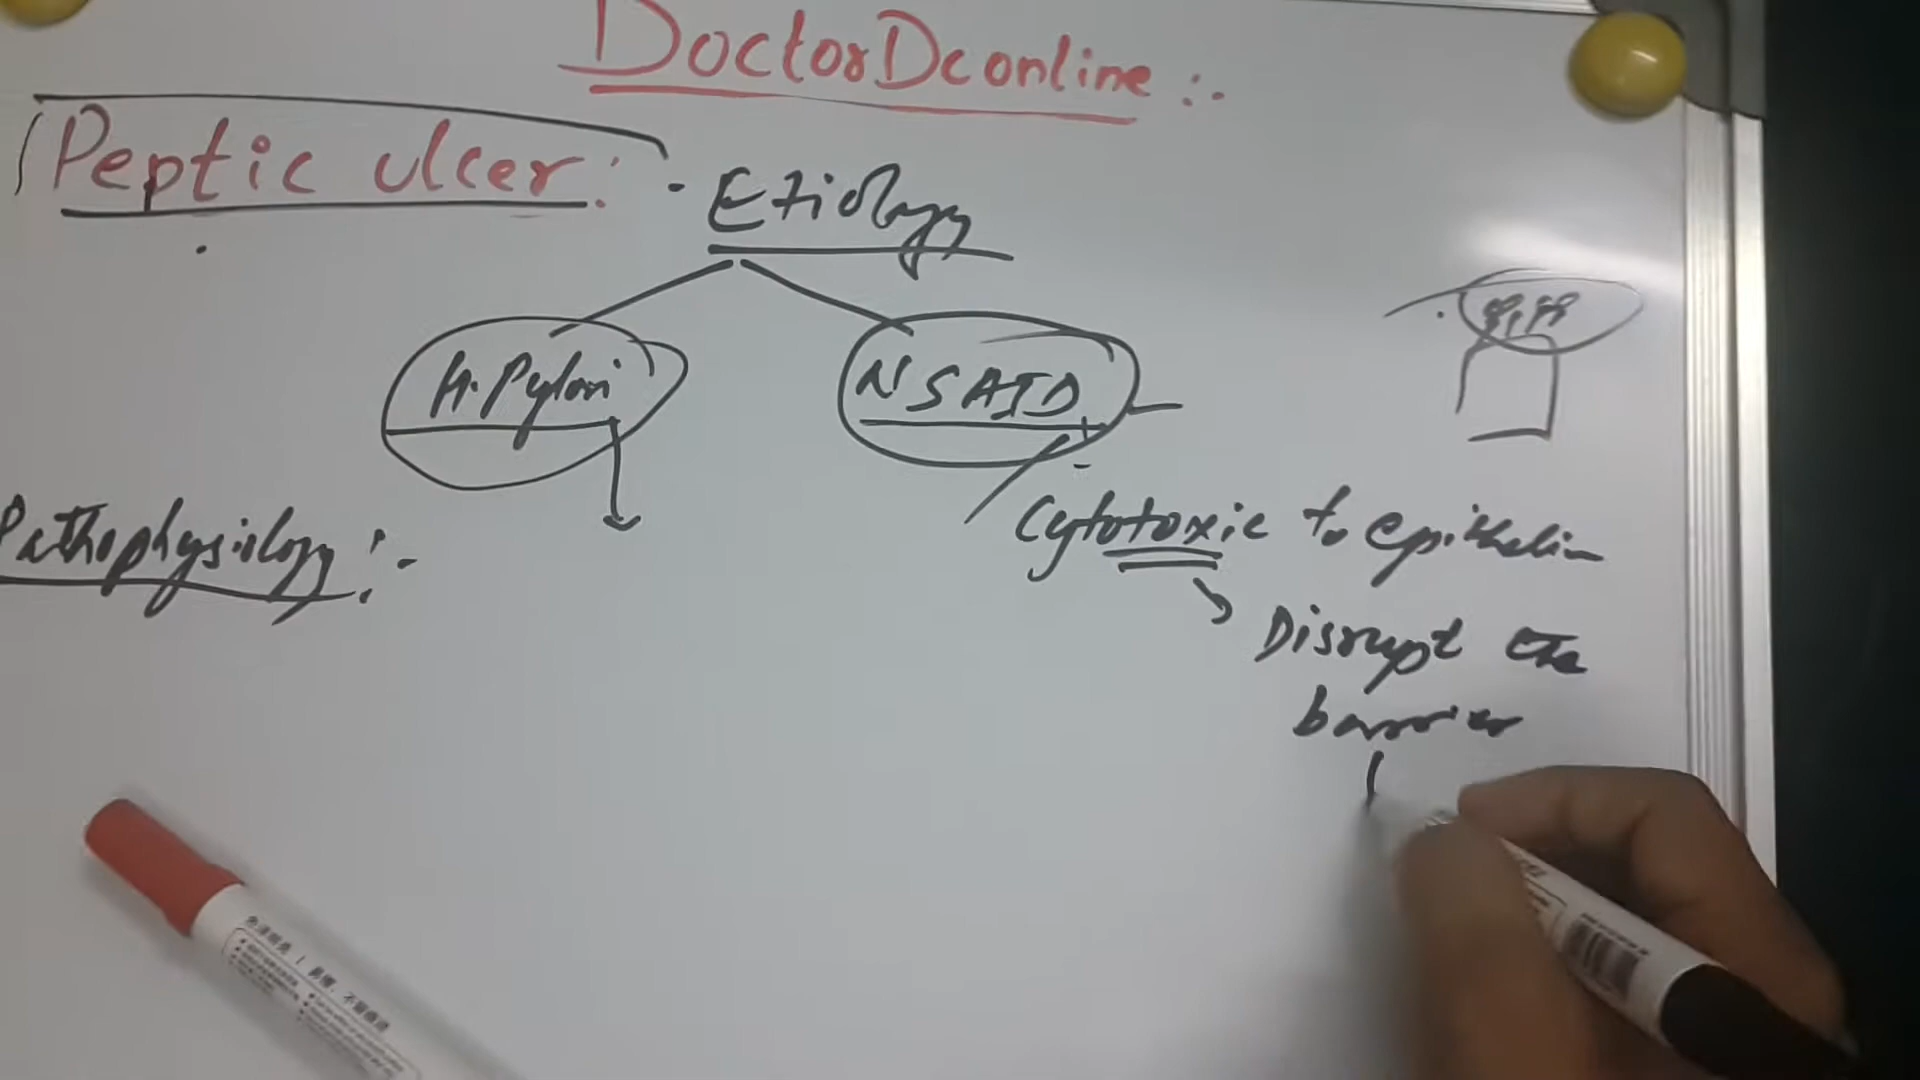 DoctorDconline :.
Peptic ulcer :
Etiology
H. Pylori
NSAID
Pathophysiology :-
Cytotoxic to epithelium
Disrupt the
barrier